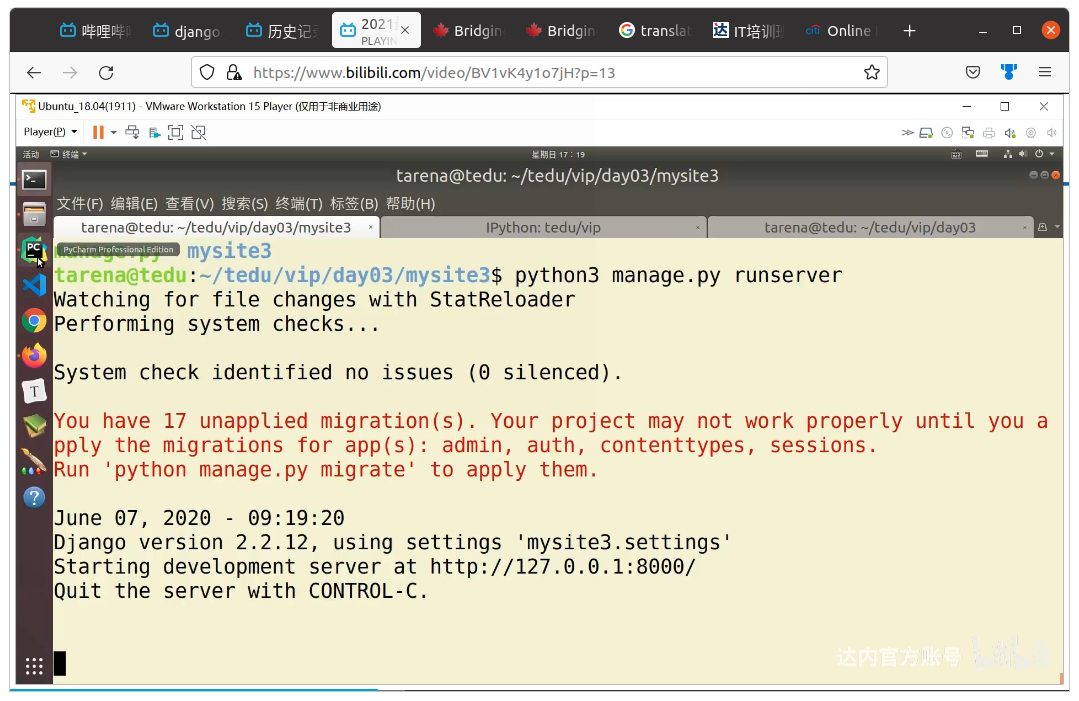 哔哩哔
django
历史记
2021
PLAYIN
Bridgin
Bridgin
translat
IT培训
Online
https://www.bilibili.com/video/BV1vK4y1o7jH?p=13
Ubuntu_18.04(1911) - VMware Workstation 15 Player (仅用于非商业用途)
Player(P)
活动 终端 星期日 17：19
tarena@tedu: ~/tedu/vip/day03/mysite3
文件(F) 编辑(E) 查看(V) 搜索(S) 终端(T) 标签(B) 帮助(H)
tarena@tedu: ~/tedu/vip/day03/mysite3 IPython: tedu/vip tarena@tedu: ~/tedu/vip/day03
PyCharm Professional Edition
manage.py mysite3
tarena@tedu:~/tedu/vip/day03/mysite3$ python3 manage.py runserver
Watching for file changes with StatReloader
Performing system checks...
System check identified no issues (0 silenced).
You have 17 unapplied migration(s). Your project may not work properly until you a
pply the migrations for app(s): admin, auth, contenttypes, sessions.
Run 'python manage.py migrate' to apply them.
June 07, 2020 - 09:19:20
Django version 2.2.12, using settings 'mysite3.settings'
Starting development server at http://127.0.0.1:8000/
Quit the server with CONTROL-C.
达内官方账号